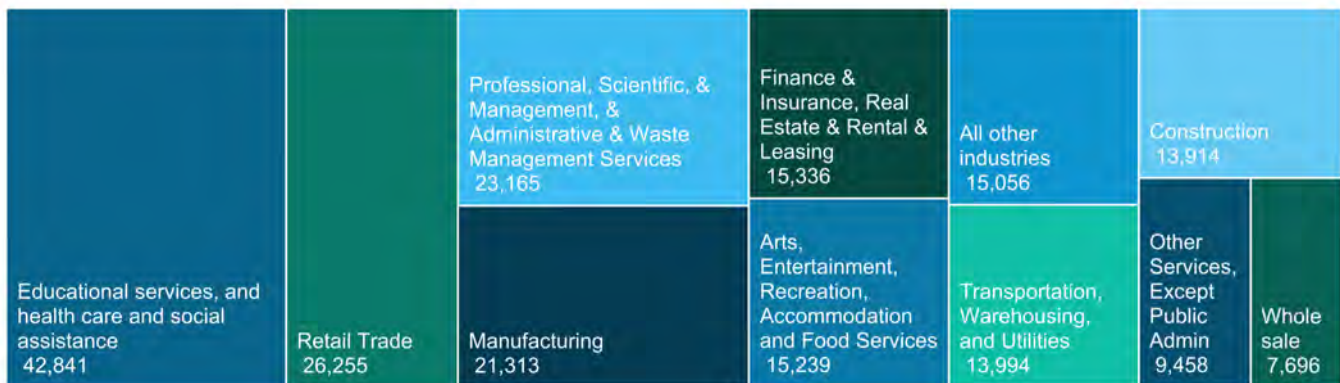 Educational services, and
health care and social
assistance
42,841
Retail Trade
26,255
Professional, Scientific, &
Management, &
Administrative & Waste
Management Services
23,165
Manufacturing
21,313
Finance &
Insurance, Real
Estate & Rental &
Leasing
15,336
Arts,
Entertainment,
Recreation,
Accommodation
and Food Services
15,239
All other
industries
15,056
Transportation,
Warehousing,
and Utilities
13,994
Construction
13,914
Other
Services,
Except
Public
Admin
9,458
Whole
sale
7,696